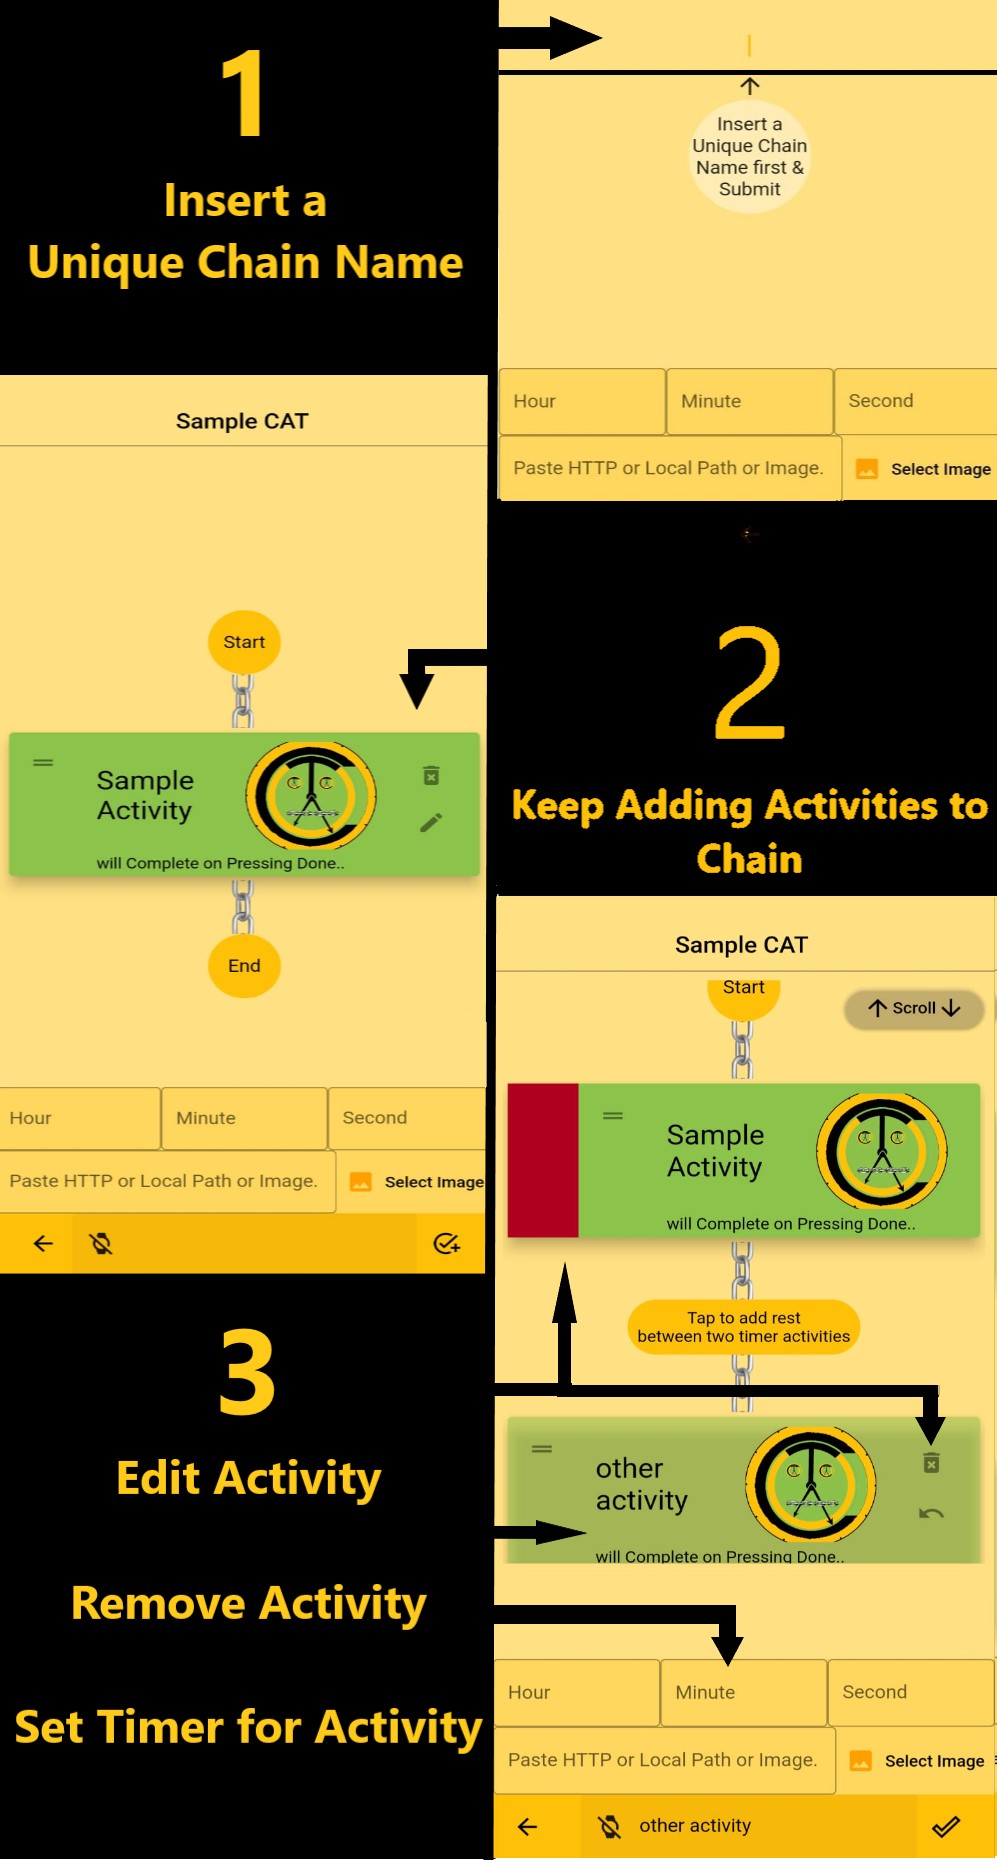 1
Insert a
Unique Chain Name
Insert a
Unique Chain
Name first &
Submit
Hour
Minute
Second
Paste HTTP or Local Path or Image.
Select Image
Sample CAT
Start
Sample
Activity
will Complete on Pressing Done..
End
Hour
Minute
Second
Paste HTTP or Local Path or Image.
Select Image
2
Keep Adding Activities to
Chain
Sample CAT
Start
Scroll
Sample
Activity
will Complete on Pressing Done..
Tap to add rest
between two timer activities
other
activity
will Complete on Pressing Done..
Hour
Minute
Second
Paste HTTP or Local Path or Image.
Select Image
other activity
3
Edit Activity
Remove Activity
Set Timer for Activity